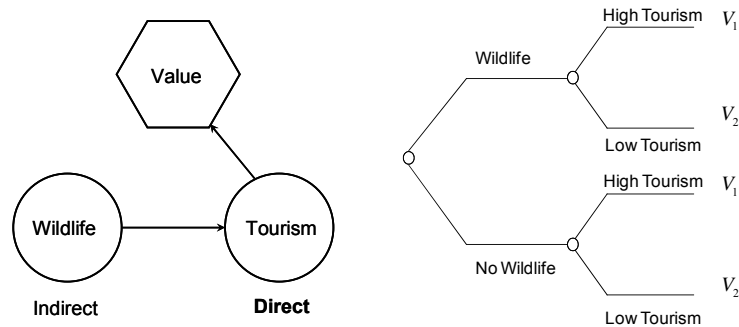 Value
Wildlife
Tourism
Indirect
Direct
High Tourism
V1
Wildlife
V2
Low Tourism
High Tourism
V1
No Wildlife
V2
Low Tourism